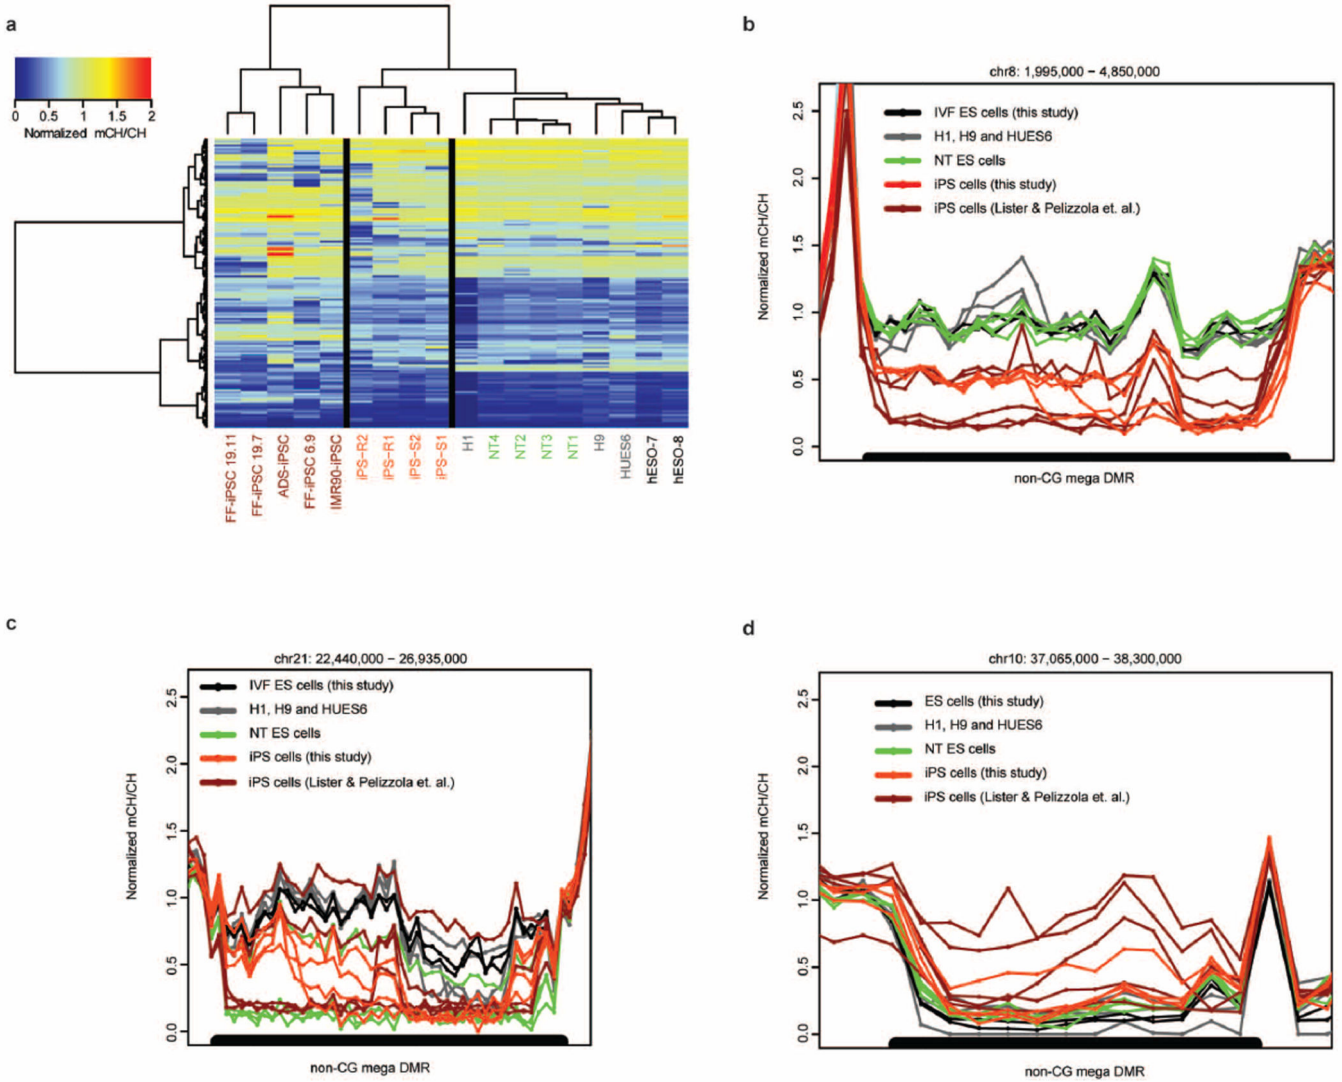 a
0 0.5 1 1.5 2
Normalized mCH/CH
FF-iPSC 19.11
FF-iPSC 19.7
ADS-iPSC
FF-iPSC 6.9
IMR90-iPSC
iPS-R2
iPS-R1
iPS-S2
iPS-S1
H1
NT4
NT2
NT3
NT1
H9
HUES6
hESO-7
hESO-8
b
chr8: 1,995,000 − 4,850,000
IVF ES cells (this study)
H1, H9 and HUES6
NT ES cells
iPS cells (this study)
iPS cells (Lister & Pelizzola et. al.)
Normalized mCH/CH
2.5
2.0
1.5
1.0
0.5
0.0
non-CG mega DMR
c
chr21: 22,440,000 − 26,935,000
IVF ES cells (this study)
H1, H9 and HUES6
NT ES cells
iPS cells (this study)
iPS cells (Lister & Pelizzola et. al.)
Normalized mCH/CH
2.5
2.0
1.5
1.0
0.5
0.0
non-CG mega DMR
d
chr10: 37,065,000 − 38,300,000
ES cells (this study)
H1, H9 and HUES6
NT ES cells
iPS cells (this study)
iPS cells (Lister & Pelizzola et. al.)
Normalized mCH/CH
2.5
2.0
1.5
1.0
0.5
0.0
non-CG mega DMR